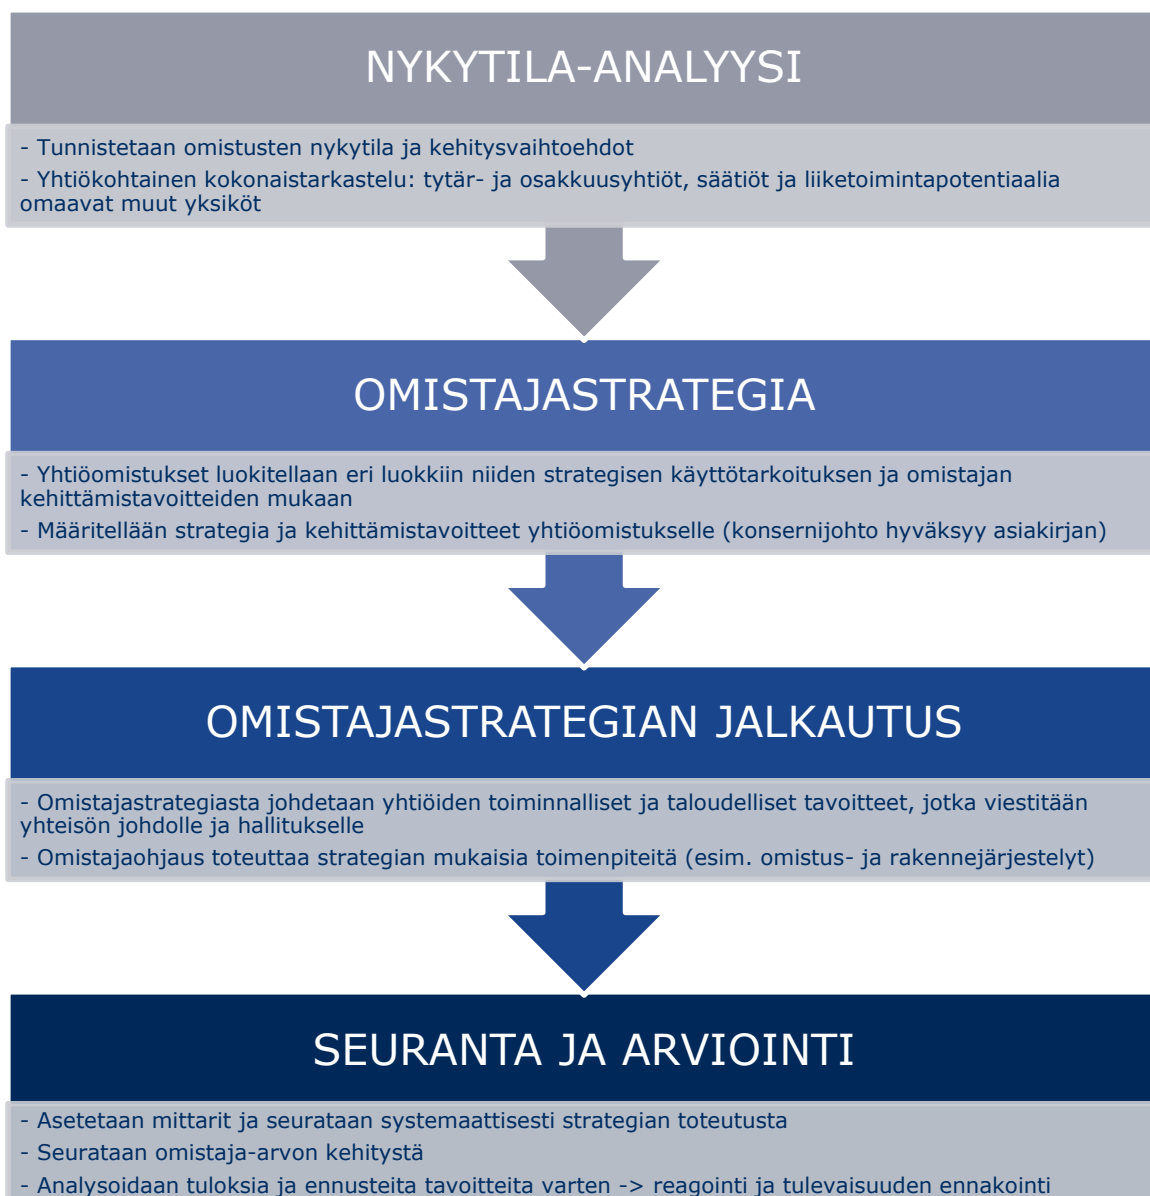 NYKYTILA-ANALYYSI
- Tunnistetaan omistusten nykytila ja kehitysvaihtoehdot
- Yhtiökohtainen kokonaistarkastelu: tytär- ja osakkuusyhtiöt, säätiöt ja liiketoimintapotentiaalia
omaavat muut yksiköt
OMISTAJASTRATEGIA
- Yhtiöomistukset luokitellaan eri luokkiin niiden strategisen käyttötarkoituksen ja omistajan
kehittämistavoitteiden mukaan
- Määritellään strategia ja kehittämistavoitteet yhtiöomistukselle (konsernijohto hyväksyy asiakirjan)
OMISTAJASTRATEGIAN JALKAUTUS
- Omistajastrategiasta johdetaan yhtiöiden toiminnalliset ja taloudelliset tavoitteet, jotka viestitään
yhteisön johdolle ja hallitukselle
- Omistajaohjaus toteuttaa strategian mukaisia toimenpiteitä (esim. omistus- ja rakennejärjestelyt)
SEURANTA JA ARVIOINTI
- Asetetaan mittarit ja seurataan systemaattisesti strategian toteutusta
- Seurataan omistaja-arvon kehitystä
- Analysoidaan tuloksia ja ennusteita tavoitteita varten -> reagointi ja tulevaisuuden ennakointi